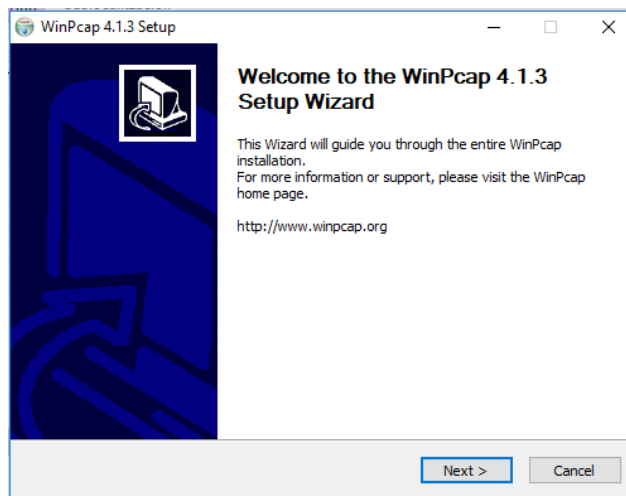 WinPcap 4.1.3 Setup
Welcome to the WinPcap 4.1.3
Setup Wizard
This Wizard will guide you through the entire WinPcap
installation.
For more information or support, please visit the WinPcap
home page.
http://www.winpcap.org
Next >
Cancel